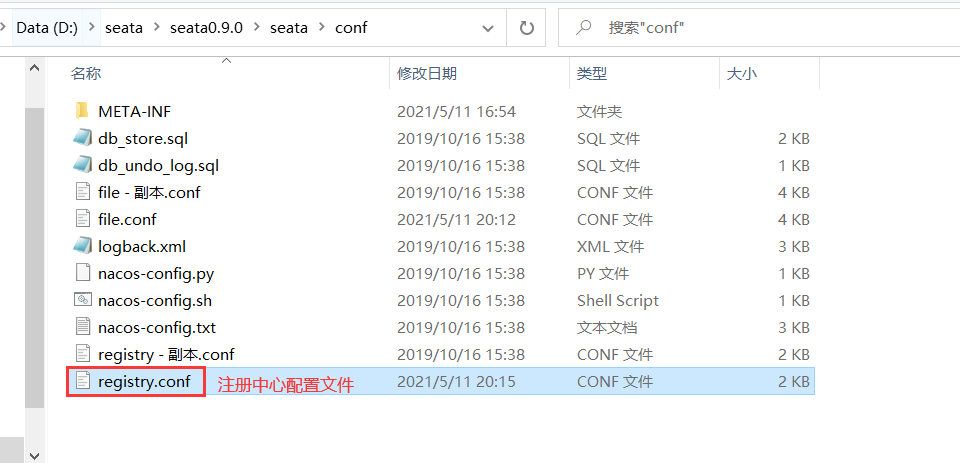 Data (D:) > seata > seata0.9.0 > seata > conf 搜索"conf"
名称 修改日期 类型 大小
META-INF 2021/5/11 16:54 文件夹
db_store.sql 2019/10/16 15:38 SQL 文件 2 KB
db_undo_log.sql 2019/10/16 15:38 SQL 文件 1 KB
file - 副本.conf 2019/10/16 15:38 CONF 文件 4 KB
file.conf 2021/5/11 20:12 CONF 文件 4 KB
logback.xml 2019/10/16 15:38 XML 文件 3 KB
nacos-config.py 2019/10/16 15:38 PY 文件 1 KB
nacos-config.sh 2019/10/16 15:38 Shell Script 1 KB
nacos-config.txt 2019/10/16 15:38 文本文档 3 KB
registry - 副本.conf 2019/10/16 15:38 CONF 文件 2 KB
registry.conf 注册中心配置文件 2021/5/11 20:15 CONF 文件 2 KB